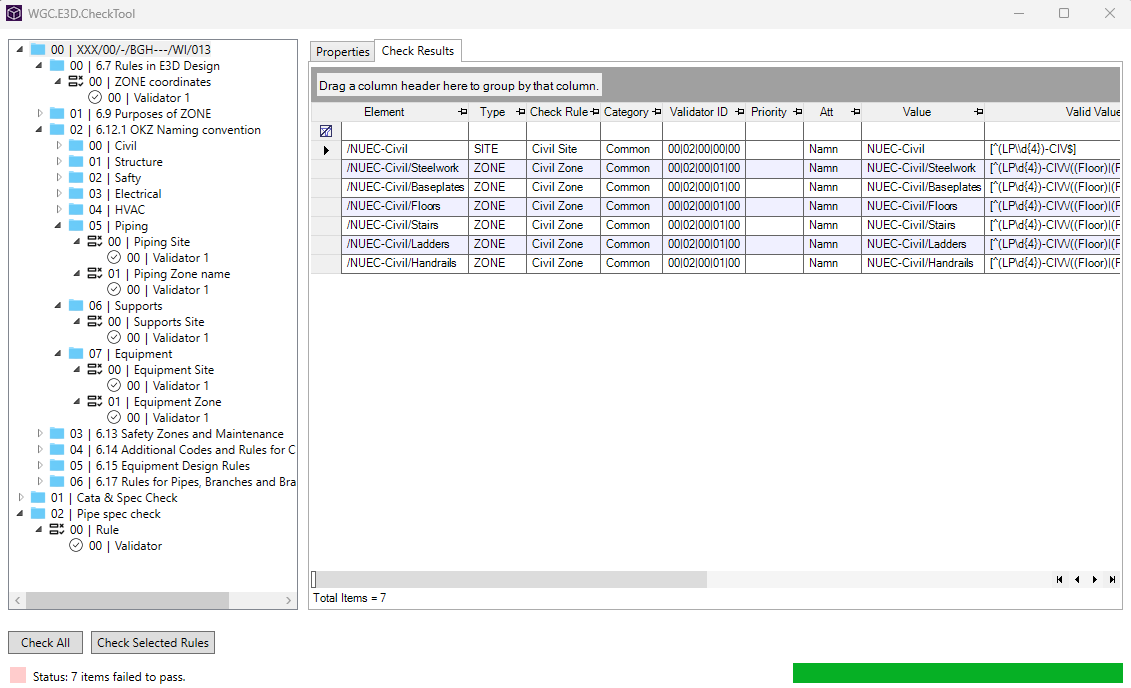 WGC.E3D.CheckTool
00 | XXX/00/-/BGH---/WI/013
00 | 6.7 Rules in E3D Design
00 | ZONE coordinates
00 | Validator 1
01 | 6.9 Purposes of ZONE
02 | 6.12.1 OKZ Naming convention
00 | Civil
01 | Structure
02 | Safty
03 | Electrical
04 | HVAC
05 | Piping
00 | Piping Site
00 | Validator 1
01 | Piping Zone name
00 | Validator 1
06 | Supports
00 | Supports Site
00 | Validator 1
07 | Equipment
00 | Equipment Site
00 | Validator 1
01 | Equipment Zone
00 | Validator 1
03 | 6.13 Safety Zones and Maintenance
04 | 6.14 Additional Codes and Rules for C
05 | 6.15 Equipment Design Rules
06 | 6.17 Rules for Pipes, Branches and Bra
01 | Cata & Spec Check
02 | Pipe spec check
00 | Rule
00 | Validator
Properties Check Results
Drag a column header here to group by that column.
Element Type Check Rule Category Validator ID Priority Att Value Valid Value
/NUEC-Civil SITE Civil Site Common 00|02|00|00|00 Namn NUEC-Civil [^(LP\\d{4})-CIV$]
/NUEC-Civil/Steelwork ZONE Civil Zone Common 00|02|00|01|00 Namn NUEC-Civil/Steelwork [^(LP\d{4})-CIV\/((Floor)|(F
/NUEC-Civil/Baseplates ZONE Civil Zone Common 00|02|00|01|00 Namn NUEC-Civil/Baseplates [^(LP\d{4})-CIV\/((Floor)|(F
/NUEC-Civil/Floors ZONE Civil Zone Common 00|02|00|01|00 Namn NUEC-Civil/Floors [^(LP\d{4})-CIV\/((Floor)|(F
/NUEC-Civil/Stairs ZONE Civil Zone Common 00|02|00|01|00 Namn NUEC-Civil/Stairs [^(LP\d{4})-CIV\/((Floor)|(F
/NUEC-Civil/Ladders ZONE Civil Zone Common 00|02|00|01|00 Namn NUEC-Civil/Ladders [^(LP\d{4})-CIV\/((Floor)|(F
/NUEC-Civil/Handrails ZONE Civil Zone Common 00|02|00|01|00 Namn NUEC-Civil/Handrails [^(LP\d{4})-CIV\/((Floor)|(F
Total Items = 7
Check All Check Selected Rules
Status: 7 items failed to pass.